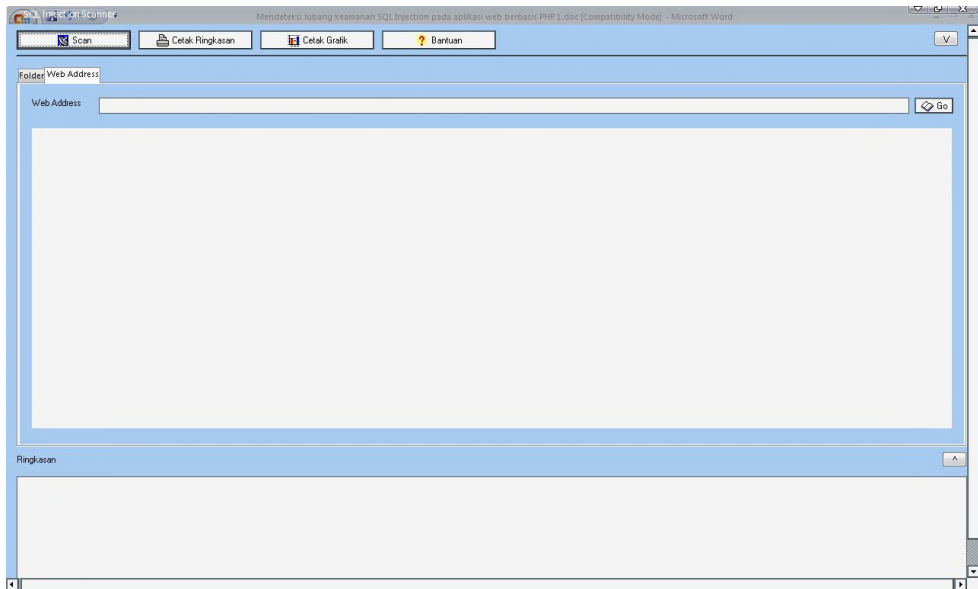 SQL Injection Scanner
Mendeteksi lubang keamanan SQL Injection pada aplikasi web berbasis PHP 1.doc [Compatibility Mode] - Microsoft Word
Scan
Cetak Ringkasan
Cetak Grafik
? Bantuan
V
Folder
Web Address
Web Address
Go
Ringkasan
^